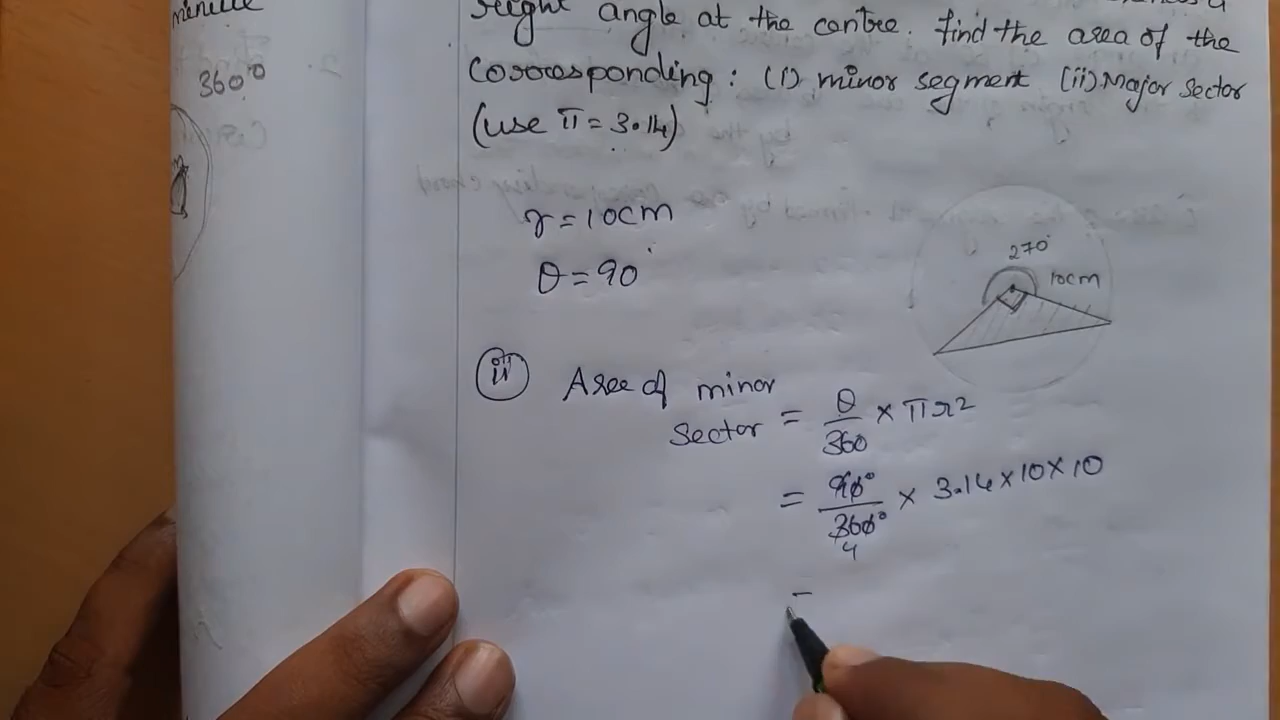 360°
right angle at the centre. find the area of the
Corresponding: (i) minor segment (ii) Major Sector
(use π = 3.14)
r = 10cm
θ = 90°
270°
10cm
(ii) Area of minor
Sector = θ/360 × πr²
= 90°/360° × 3.14 × 10 × 10
4